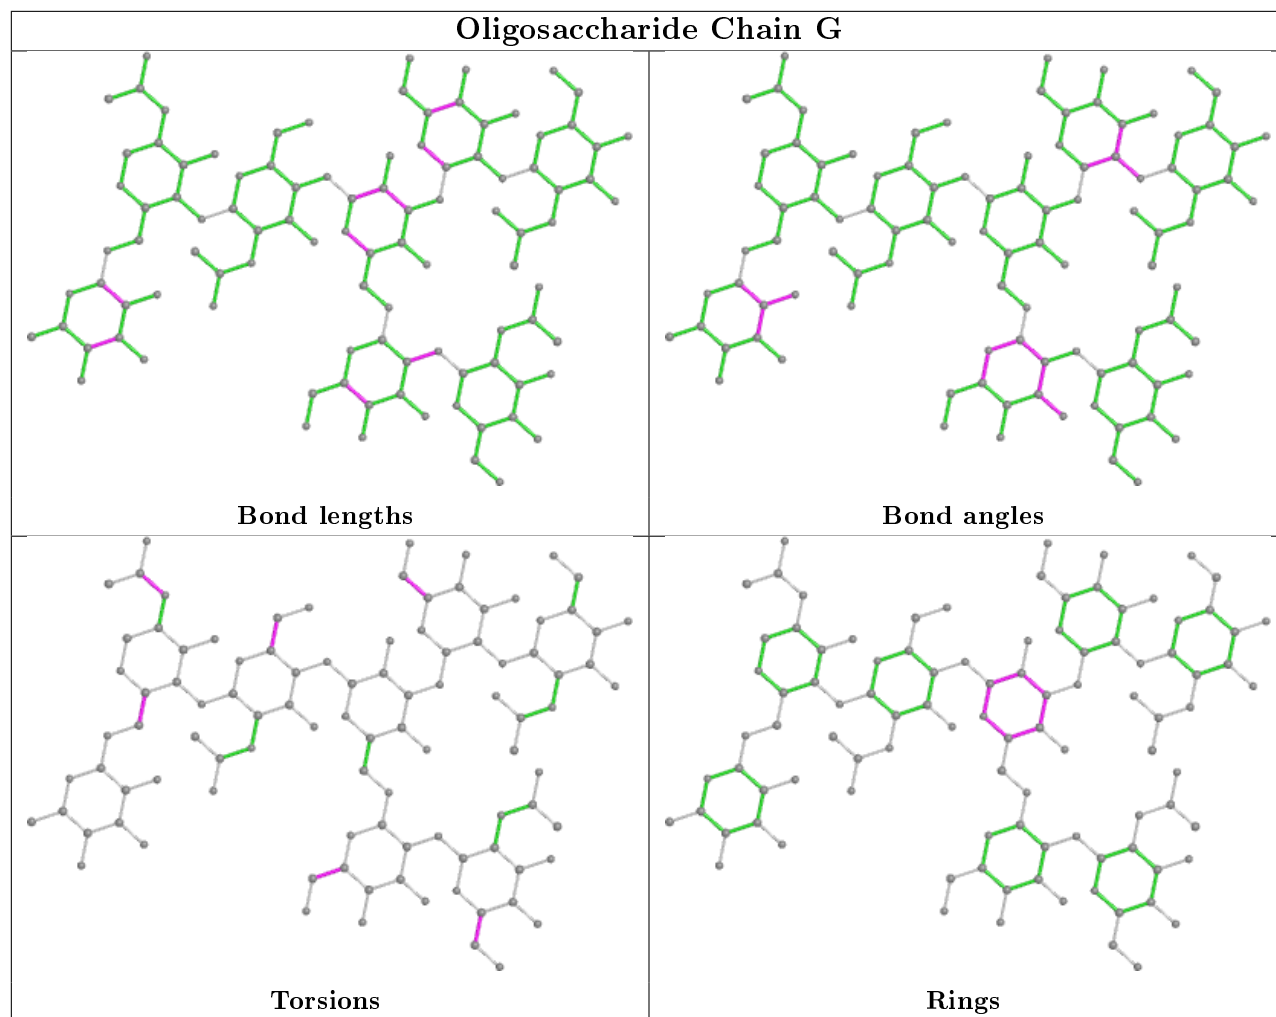 Oligosaccharide Chain G
Bond lengths
Bond angles
Torsions
Rings